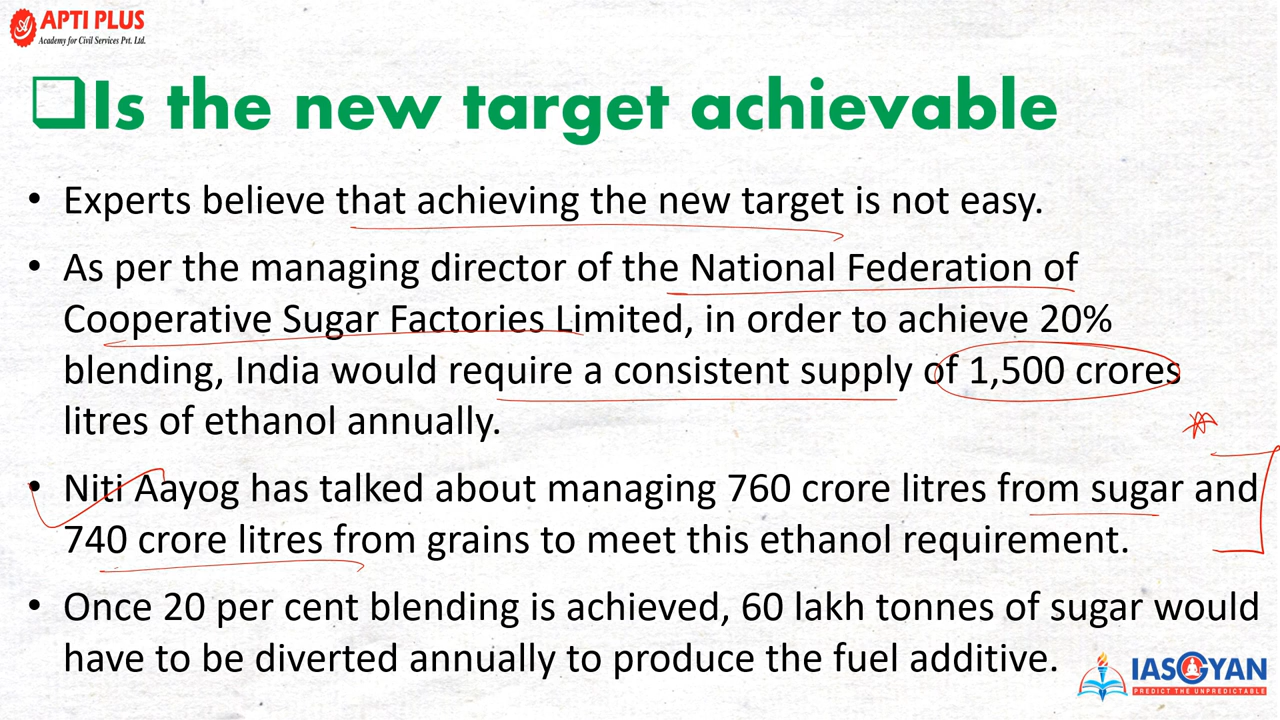 APTI PLUS
Academy for Civil Services Pvt. Ltd.
Is the new target achievable
• Experts believe that achieving the new target is not easy.
• As per the managing director of the National Federation of
Cooperative Sugar Factories Limited, in order to achieve 20%
blending, India would require a consistent supply of 1,500 crores
litres of ethanol annually.
• Niti Aayog has talked about managing 760 crore litres from sugar and
740 crore litres from grains to meet this ethanol requirement.
• Once 20 per cent blending is achieved, 60 lakh tonnes of sugar would
have to be diverted annually to produce the fuel additive.
IASGYAN
PREDICT THE UNPREDICTABLE